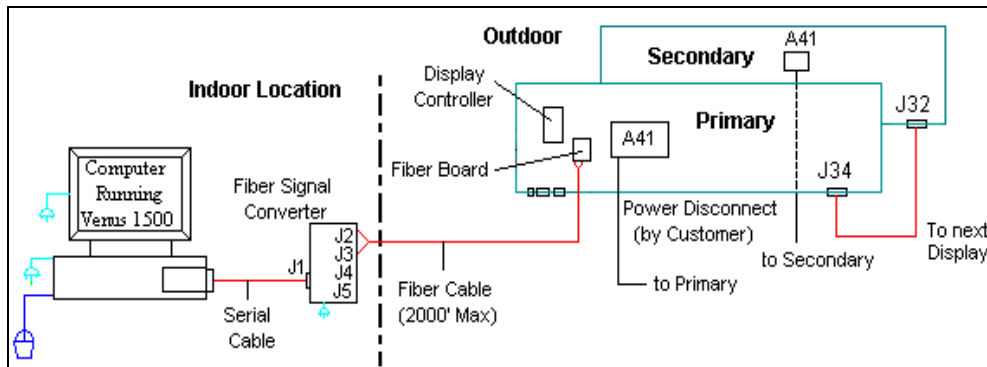 Indoor Location
Computer
Running
Venus 1500
Fiber Signal
Converter
J1
J2
J3
J4
J5
Serial
Cable
Fiber Cable
(2000' Max)
Outdoor
Display
Controller
Fiber Board
Secondary
A41
Primary
A41
J32
J34
Power Disconnect
(by Customer)
to Primary
to Secondary
To next
Display